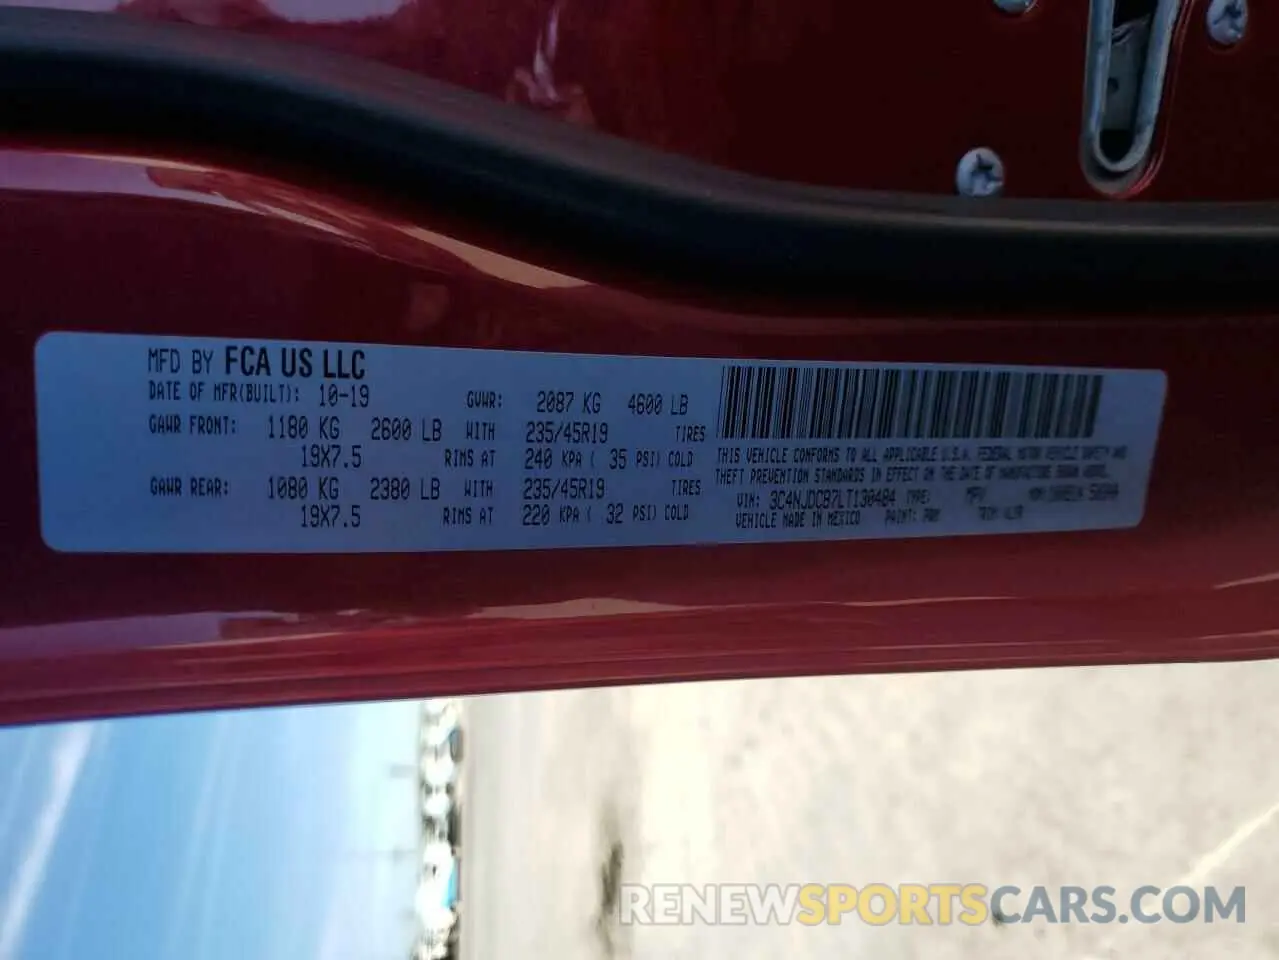 MFD BY FCA US LLC
DATE OF MFR(BUILT): 10-19 GVWR: 2087 KG 4600 LB
GAWR FRONT: 1180 KG 2600 LB WITH 235/45R19 TIRES
19X7.5 RIMS AT 240 KPA ( 35 PSI) COLD
GAWR REAR: 1080 KG 2380 LB WITH 235/45R19 TIRES
19X7.5 RIMS AT 220 KPA ( 32 PSI) COLD
THIS VEHICLE CONFORMS TO ALL APPLICABLE U.S.A. FEDERAL MOTOR VEHICLE SAFETY AND
THEFT PREVENTION STANDARDS IN EFFECT ON THE DATE OF MANUFACTURE SHOWN ABOVE.
VIN: 3C4NJDCB7LT130484 TYPE: MPV
VEHICLE MADE IN MEXICO PAINT: PRM TRIM:
RENEWSPORTSCARS.COM